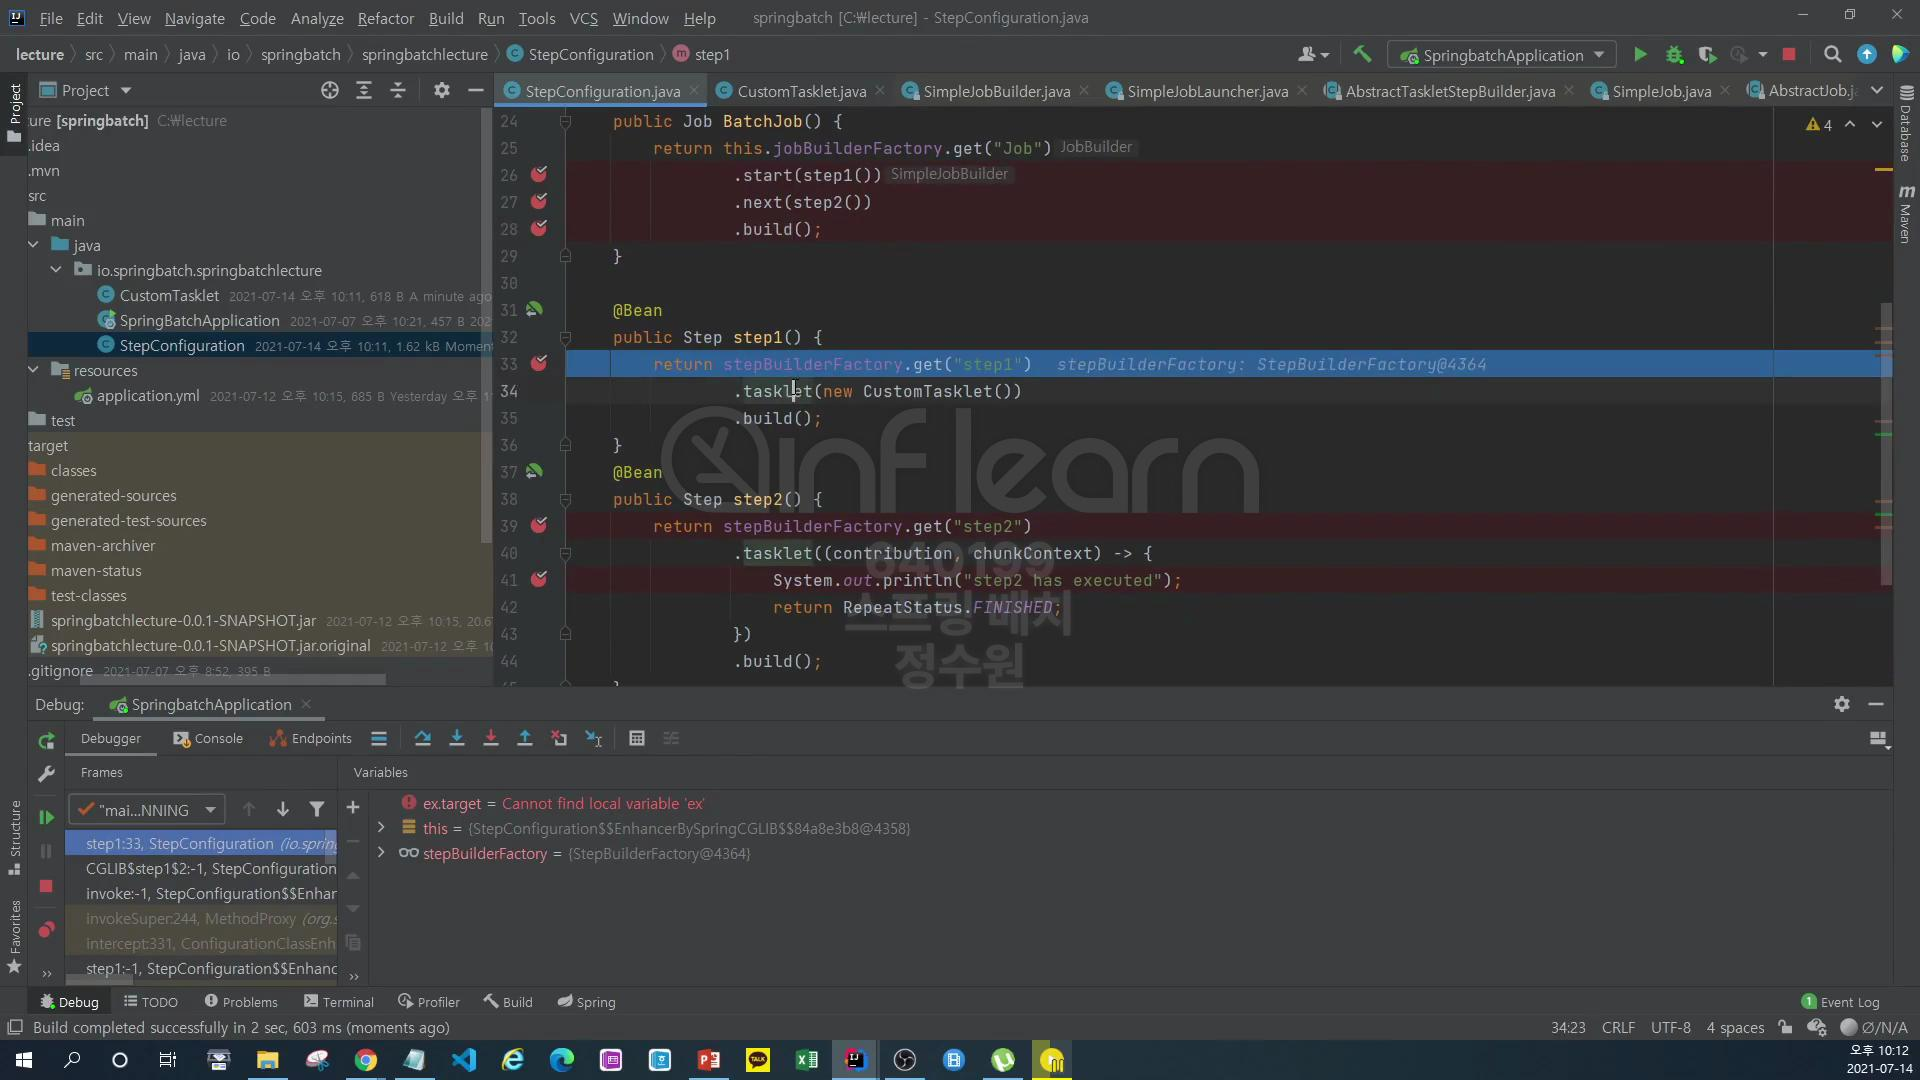 File Edit View Navigate Code Analyze Refactor Build Run Tools VCS Window Help springbatch [C:₩lecture] - StepConfiguration.java
lecture src main java io springbatch springbatchlecture StepConfiguration step1 SpringbatchApplication
Project
Project
StepConfiguration.java CustomTasklet.java SimpleJobBuilder.java SimpleJobLauncher.java AbstractTaskletStepBuilder.java SimpleJob.java AbstractJob.j
Database
Maven
4
ure [springbatch] C:₩lecture
.idea
.mvn
src
main
java
io.springbatch.springbatchlecture
CustomTasklet 2021-07-14 오후 10:11, 618 B A minute ago
SpringBatchApplication 2021-07-07 오후 10:21, 457 B 202
StepConfiguration 2021-07-14 오후 10:11, 1.62 kB Momen
resources
application.yml 2021-07-12 오후 10:15, 685 B Yesterday 오후 1
test
target
classes
generated-sources
generated-test-sources
maven-archiver
maven-status
test-classes
springbatchlecture-0.0.1-SNAPSHOT.jar 2021-07-12 오후 10:15, 20.6
springbatchlecture-0.0.1-SNAPSHOT.jar.original 2021-07-12 오후 10
.gitignore 2021-07-07 오후 8:52, 395 B
24 public Job BatchJob() {
25 return this.jobBuilderFactory.get("Job") JobBuilder
26 .start(step1()) SimpleJobBuilder
27 .next(step2())
28 .build();
29 }
30
31 @Bean
32 public Step step1() {
33 return stepBuilderFactory.get("step1") stepBuilderFactory: StepBuilderFactory@4364
34 .tasklet(new CustomTasklet())
35 .build();
36 }
37 @Bean
38 public Step step2() {
39 return stepBuilderFactory.get("step2")
40 .tasklet((contribution, chunkContext) -> {
41 System.out.println("step2 has executed");
42 return RepeatStatus.FINISHED;
43 })
44 .build();
inflearn
640199
스프링 배치
정수원
Debug: SpringbatchApplication
Debugger Console Endpoints
Frames Variables
"mai...NNING
step1:33, StepConfiguration (io.spring
CGLIB$step1$2:-1, StepConfiguration
invoke:-1, StepConfiguration$$Enhan
invokeSuper:244, MethodProxy (org.s
intercept:331, ConfigurationClassEnh
step1:-1, StepConfiguration$$Enhanc
ex.target = Cannot find local variable 'ex'
this = {StepConfiguration$$EnhancerBySpringCGLIB$$84a8e3b8@4358}
stepBuilderFactory = {StepBuilderFactory@4364}
Structure
Favorites
Debug TODO Problems Terminal Profiler Build Spring 1 Event Log
Build completed successfully in 2 sec, 603 ms (moments ago) 34:23 CRLF UTF-8 4 spaces Ø/N/A
TALK
오후 10:12
2021-07-14